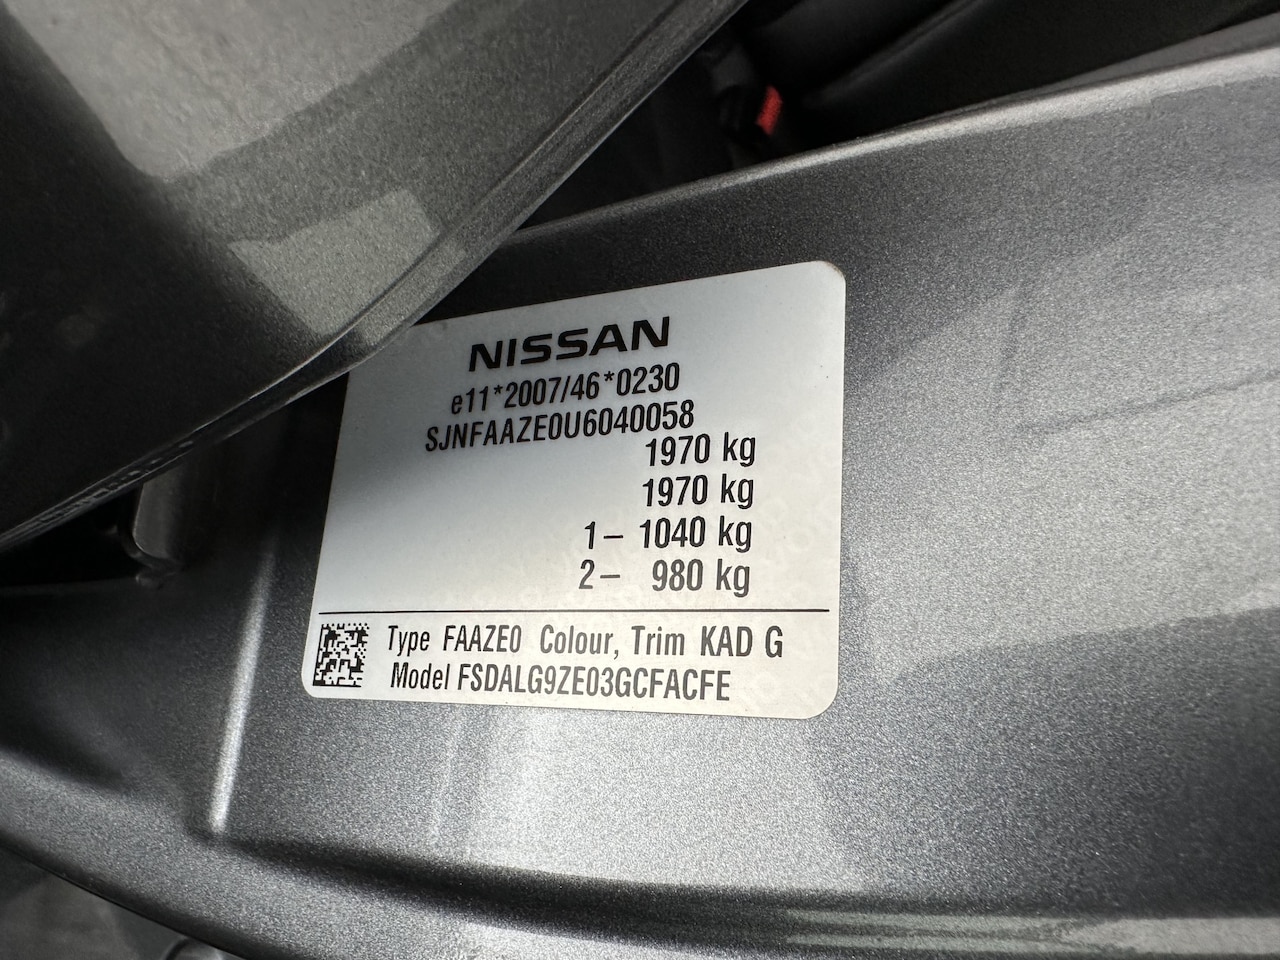 NISSAN
e11*2007/46*0230
SJNFAAZE0U6040058
1970 kg
1970 kg
1– 1040 kg
2– 980 kg
Type FAAZE0 Colour, Trim KAD G
Model FSDALG9ZE03GCFACFE